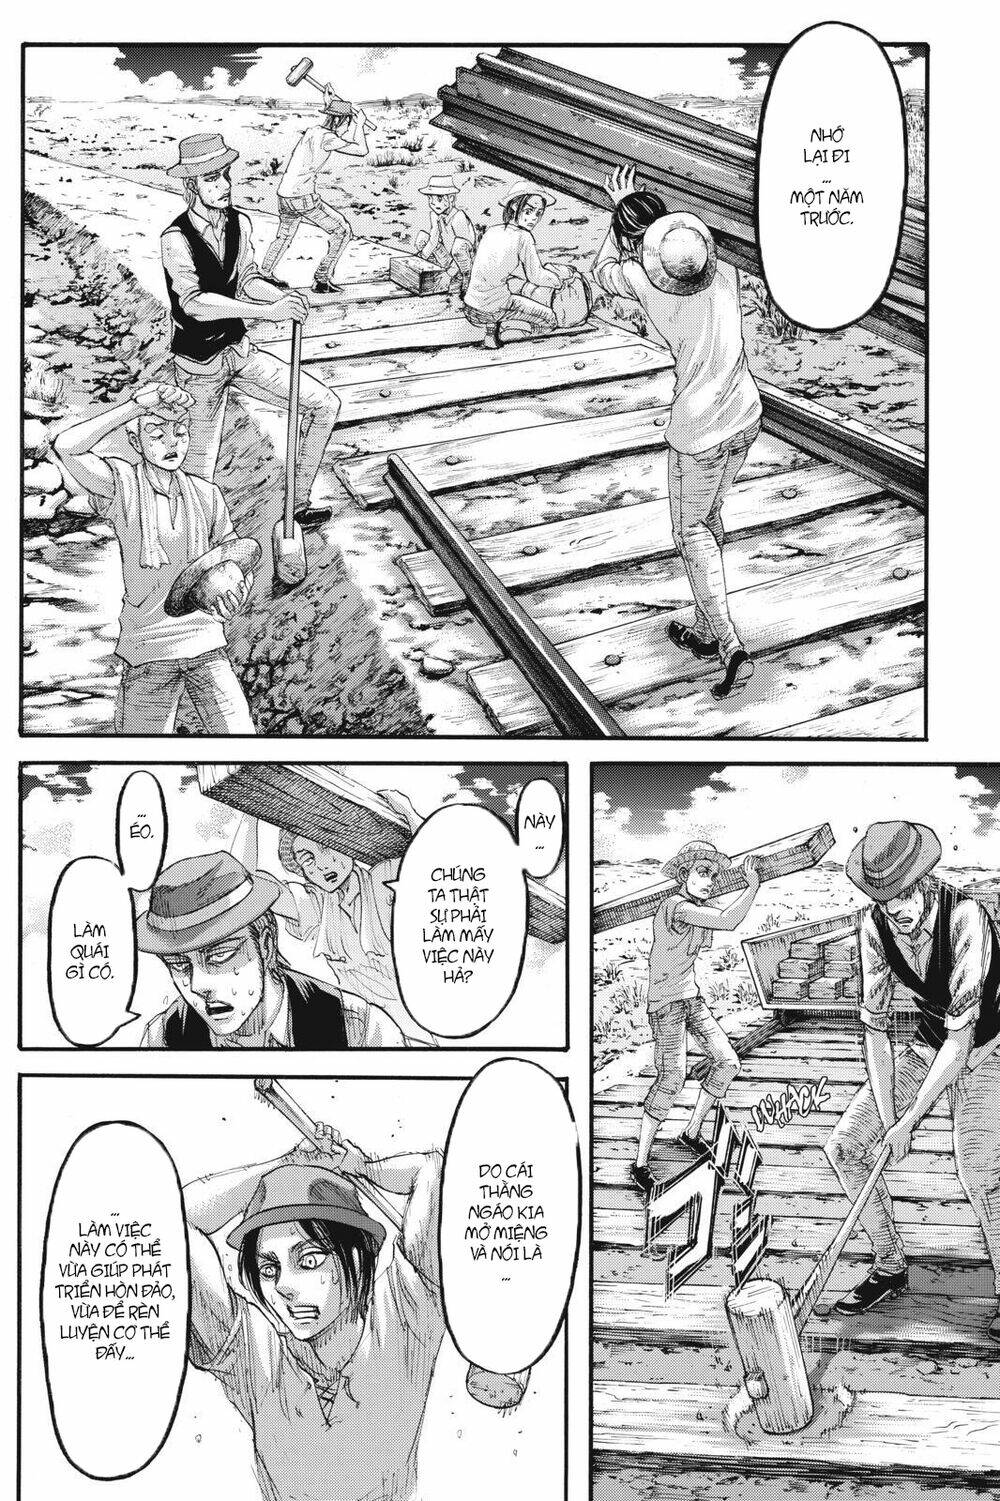 NHỚ
LẠI ĐI
...
MỘT NĂM
TRƯỚC.
NÀY
...
CHÚNG
TA THẬT
SỰ PHẢI
LÀM MẤY
VIỆC NÀY
HẢ?
...
ÉO.
LÀM
QUÁI
GÌ CÓ.
WHACK
DO CÁI
THẰNG
NGÁO KIA
MỞ MIỆNG
VÀ NÓI LÀ
...
...
LÀM VIỆC
NÀY CÓ THỂ
VỪA GIÚP PHÁT
TRIỂN HÒN ĐẢO,
VỪA ĐỂ RÈN
LUYỆN CƠ THỂ
ĐẤY...